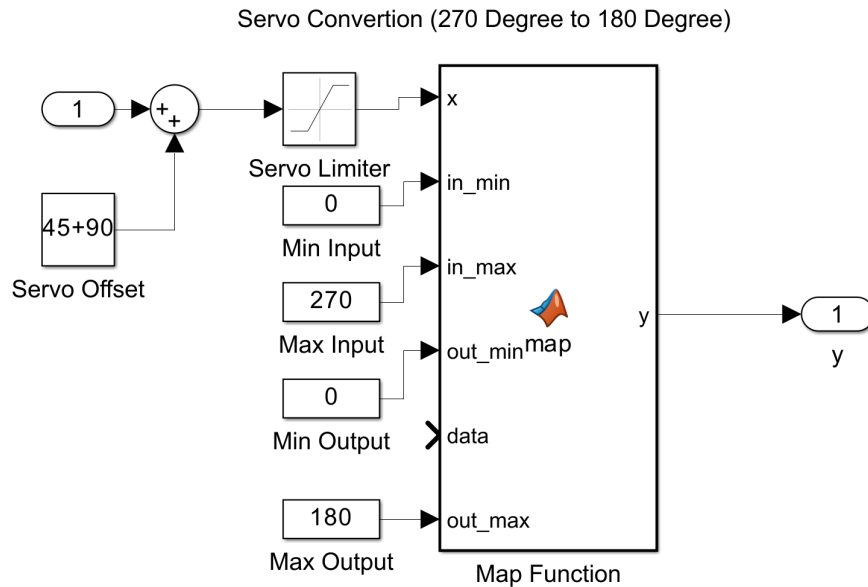 Servo Convertion (270 Degree to 180 Degree)
1
+
+
45+90
Servo Offset
Servo Limiter
0
Min Input
270
Max Input
0
Min Output
180
Max Output
x
in_min
in_max
out_min
data
out_max
map
y
Map Function
1
y